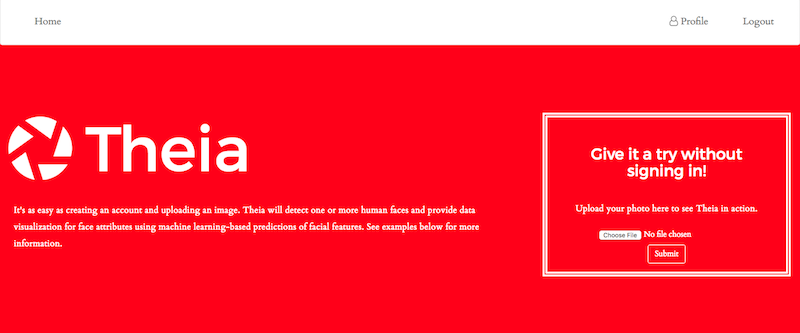 Home
Profile
Logout
Theia
It's as easy as creating an account and uploading an image. Theia will detect one or more human faces and provide data
visualization for face attributes using machine learning-based predictions of facial features. See examples below for more
information.
Give it a try without
signing in!
Upload your photo here to see Theia in action.
Choose File No file chosen
Submit